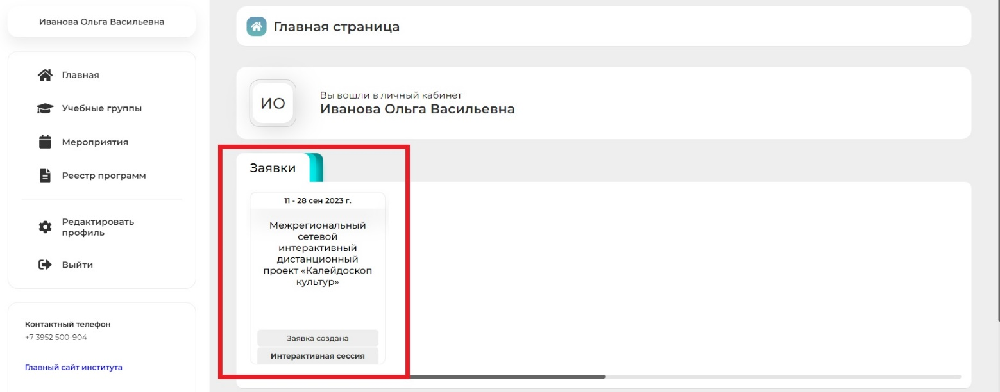 Иванова Ольга Васильевна
Главная
Учебные группы
Мероприятия
Реестр программ
Редактировать
профиль
Выйти
Контактный телефон
+7 3952 500-904
Главный сайт института
Главная страница
ИО
Вы вошли в личный кабинет
Иванова Ольга Васильевна
Заявки
11 - 28 сен 2023 г.
Межрегиональный
сетевой
интерактивный
дистанционный
проект «Калейдоскоп
культур»
Заявка создана
Интерактивная сессия